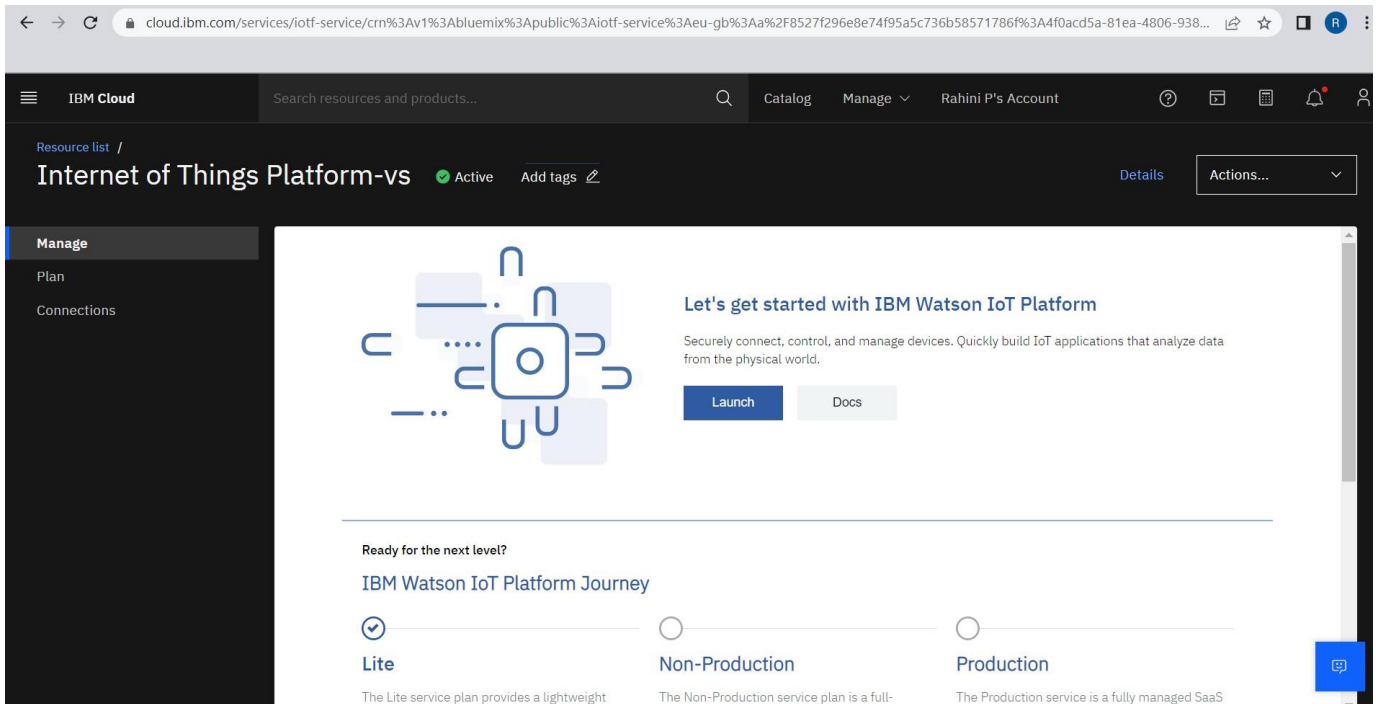 cloud.ibm.com/services/iotf-service/crn%3Av1%3Abluemix%3Apublic%3Aiotf-service%3Aeu-gb%3Aa%2F8527f296e8e74f95a5c736b58571786f%3A4f0acd5a-81ea-4806-938...
R
IBM Cloud
Search resources and products...
Catalog
Manage
Rahini P's Account
Resource list /
Internet of Things Platform-vs
Active
Add tags
Details
Actions...
Manage
Plan
Connections
Let's get started with IBM Watson IoT Platform
Securely connect, control, and manage devices. Quickly build IoT applications that analyze data
from the physical world.
Launch
Docs
Ready for the next level?
IBM Watson IoT Platform Journey
Lite
Non-Production
Production
The Lite service plan provides a lightweight
The Non-Production service plan is a full-
The Production service is a fully managed SaaS